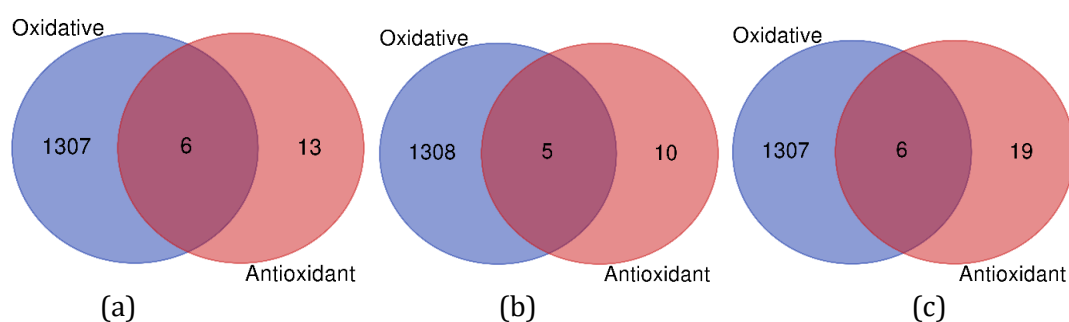 Oxidative
1307 6 13
Antioxidant
(a)
Oxidative
1308 5 10
Antioxidant
(b)
Oxidative
1307 6 19
Antioxidant
(c)